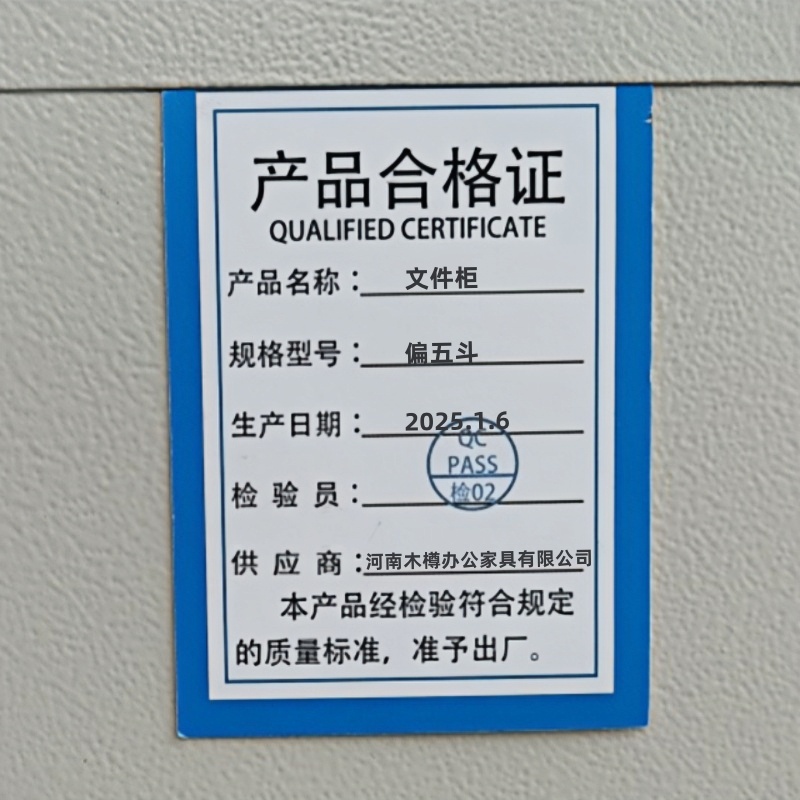 产品合格证
QUALIFIED CERTIFICATE
产品名称：文件柜
规格型号：偏五斗
生产日期：2025.1.6
QC
PASS
检02
检验员：
供应商：河南木樽办公家具有限公司
本产品经检验符合规定
的质量标准，准予出厂。